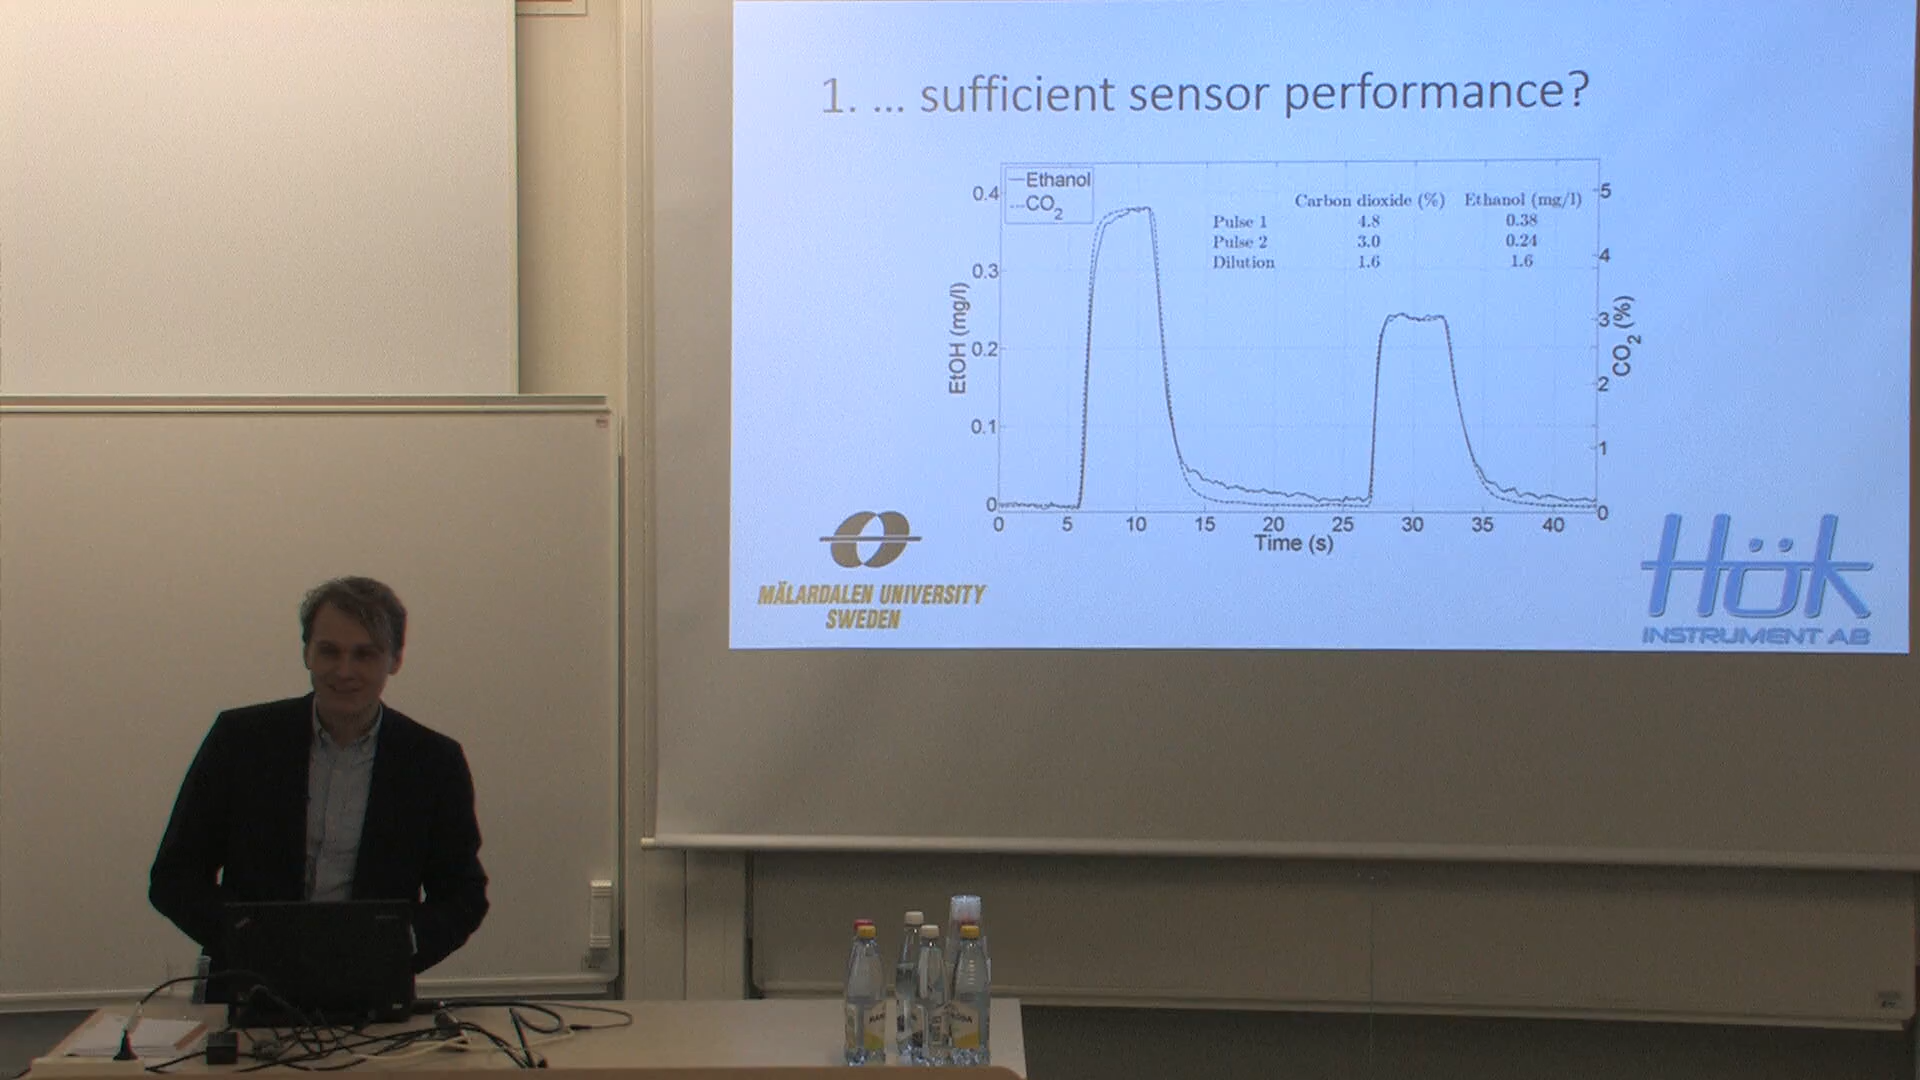 1. ... sufficient sensor performance?
Ethanol
CO2
Carbon dioxide (%) Ethanol (mg/l)
Pulse 1 4.8 0.38
Pulse 2 3.0 0.24
Dilution 1.6 1.6
0.4
0.3
0.2
0.1
0
EtOH (mg/l)
5
4
3
2
1
0
CO2 (%)
0 5 10 15 20 25 30 35 40
Time (s)
MÄLARDALEN UNIVERSITY
SWEDEN
Hök
INSTRUMENT AB